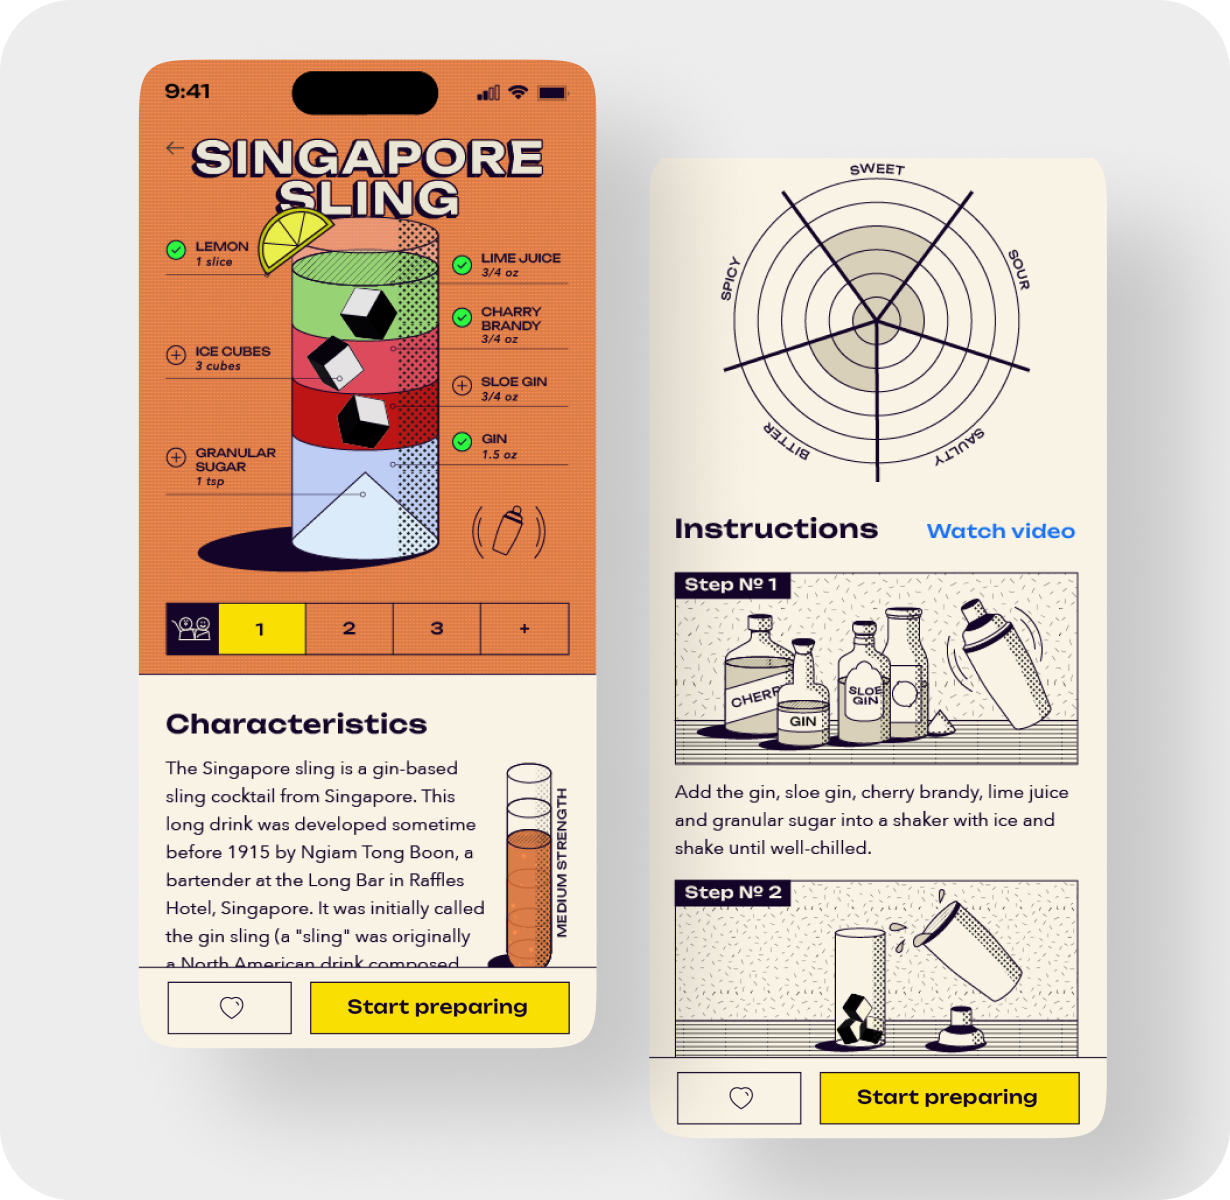 9:41
SINGAPORE
SLING
LEMON
1 slice
LIME JUICE
3/4 oz
CHARRY
BRANDY
3/4 oz
ICE CUBES
3 cubes
SLOE GIN
3/4 oz
GRANULAR
SUGAR
1 tsp
GIN
1.5 oz
1
2
3
+
Characteristics
The Singapore sling is a gin-based
sling cocktail from Singapore. This
long drink was developed sometime
before 1915 by Ngiam Tong Boon, a
bartender at the Long Bar in Raffles
Hotel, Singapore. It was initially called
the gin sling (a "sling" was originally
a North American drink composed
MEDIUM STRENGTH
Start preparing
SWEET
SOUR
SPICY
BITTER
SAULTY
Instructions
Watch video
Step № 1
CHERR
GIN
SLOE
GIN
Add the gin, sloe gin, cherry brandy, lime juice
and granular sugar into a shaker with ice and
shake until well-chilled.
Step № 2
Start preparing